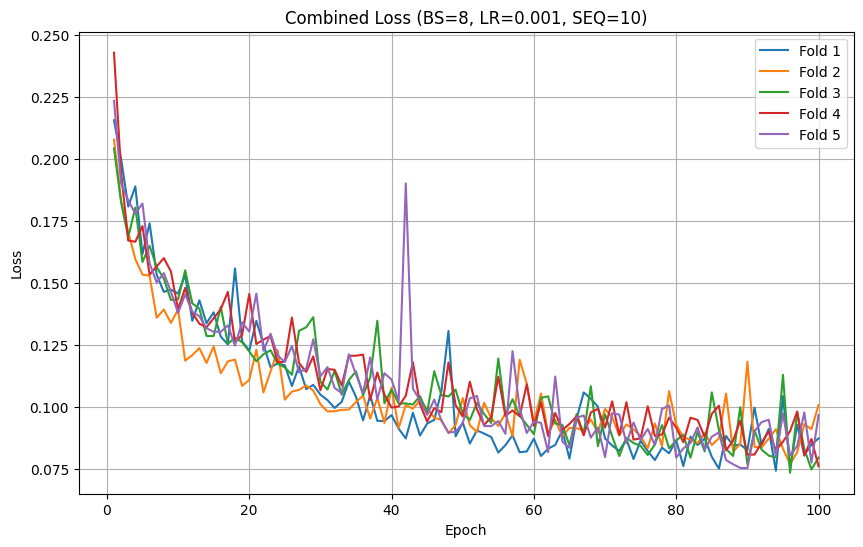 Combined Loss (BS=8, LR=0.001, SEQ=10)
0.250
0.225
0.200
0.175
0.150
0.125
0.100
0.075
Loss
0 20 40 60 80 100
Epoch
Fold 1
Fold 2
Fold 3
Fold 4
Fold 5